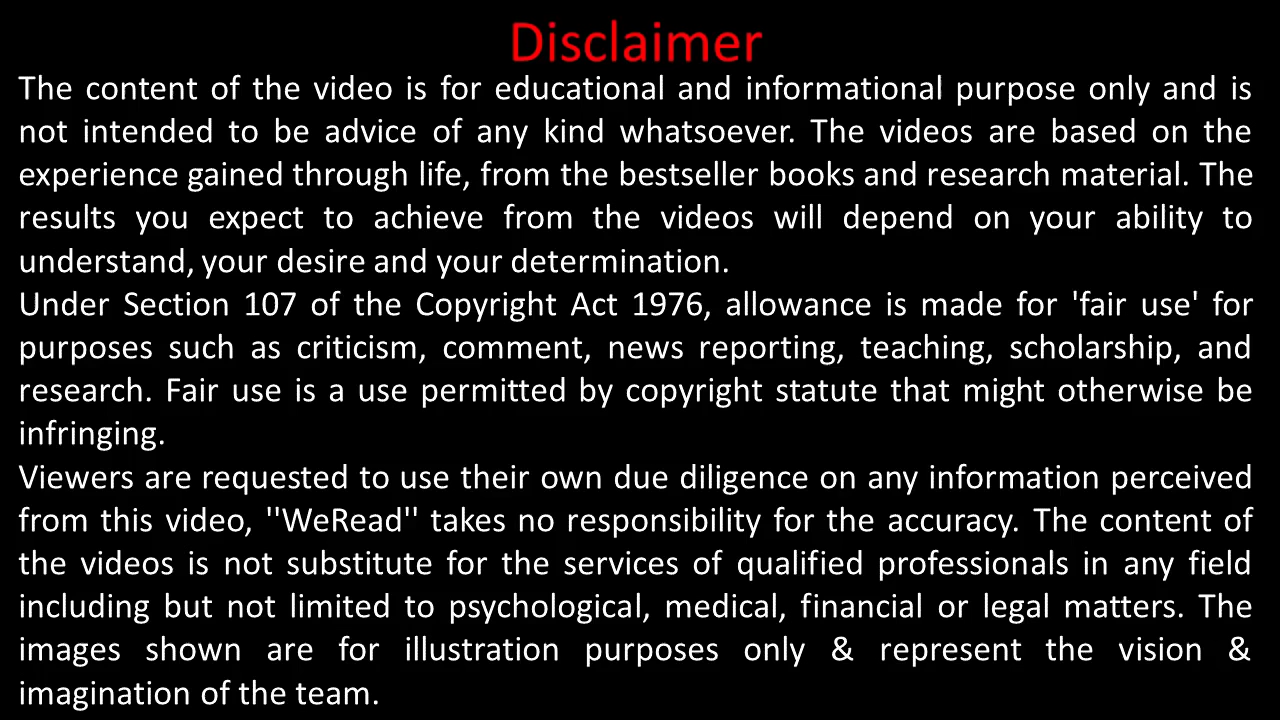 Disclaimer
The content of the video is for educational and informational purpose only and is
not intended to be advice of any kind whatsoever. The videos are based on the
experience gained through life, from the bestseller books and research material. The
results you expect to achieve from the videos will depend on your ability to
understand, your desire and your determination.
Under Section 107 of the Copyright Act 1976, allowance is made for 'fair use' for
purposes such as criticism, comment, news reporting, teaching, scholarship, and
research. Fair use is a use permitted by copyright statute that might otherwise be
infringing.
Viewers are requested to use their own due diligence on any information perceived
from this video, ''WeRead'' takes no responsibility for the accuracy. The content of
the videos is not substitute for the services of qualified professionals in any field
including but not limited to psychological, medical, financial or legal matters. The
images shown are for illustration purposes only & represent the vision &
imagination of the team.